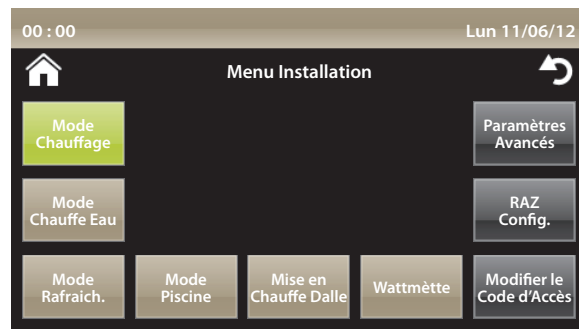 00 : 00
Lun 11/06/12
Menu Installation
Mode
Chauffage
Paramètres
Avancés
Mode
Chauffe Eau
RAZ
Config.
Mode
Rafraich.
Mode
Piscine
Mise en
Chauffe Dalle
Wattmètte
Modifier le
Code d'Accès